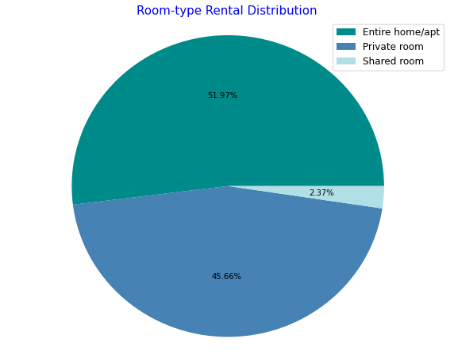 Room-type Rental Distribution
Entire home/apt
Private room
Shared room
51.97%
2.37%
45.66%